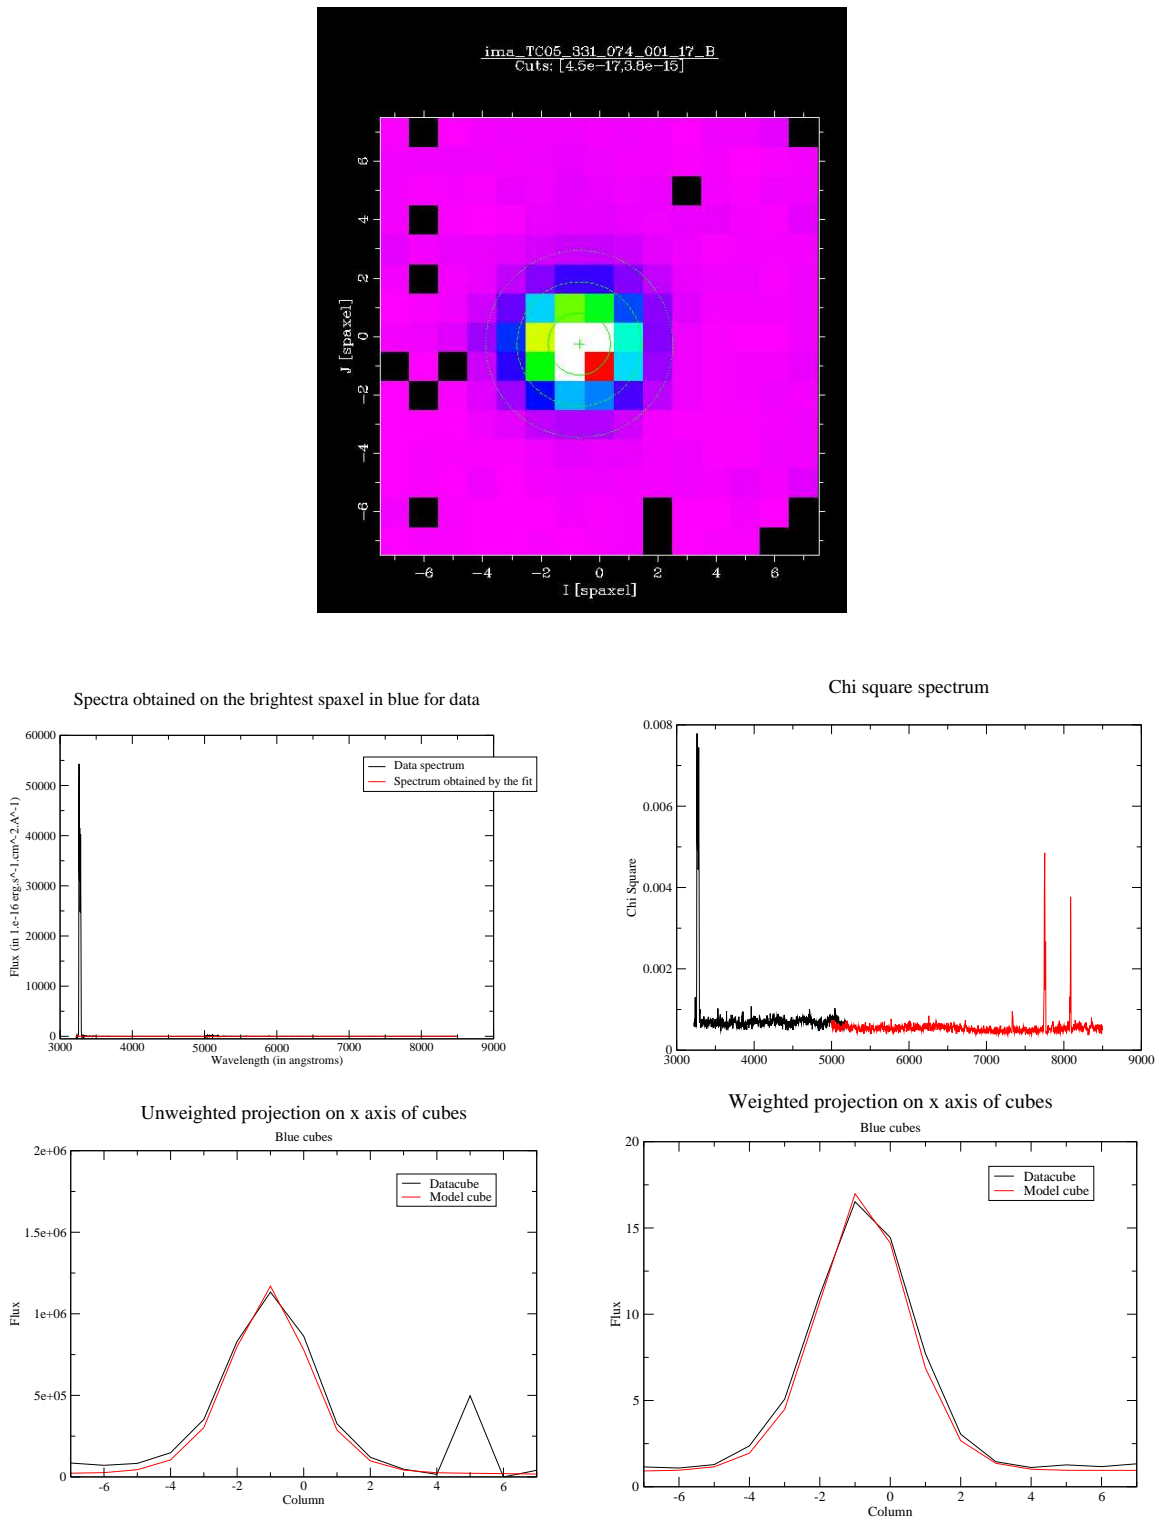 ima_TC05_331_074_001_17_B
Cuts: [4.5e-17,3.8e-15]
6
4
2
0
-2
-4
-6
J [spaxel]
-6 -4 -2 0 2 4 6
I [spaxel]
Spectra obtained on the brightest spaxel in blue for data
60000
50000
40000
30000
20000
10000
0
Flux (in 1.e-16 erg.s^-1.cm^-2.A^-1)
Data spectrum
Spectrum obtained by the fit
3000 4000 5000 6000 7000 8000 9000
Wavelength (in angstroms)
Chi square spectrum
0.008
0.006
0.004
0.002
0
Chi Square
3000 4000 5000 6000 7000 8000 9000
Unweighted projection on x axis of cubes
Blue cubes
2e+06
1.5e+06
1e+06
5e+05
0
Flux
Datacube
Model cube
-6 -4 -2 0 2 4 6
Column
Weighted projection on x axis of cubes
Blue cubes
20
15
10
5
0
Flux
Datacube
Model cube
-6 -4 -2 0 2 4 6
Column